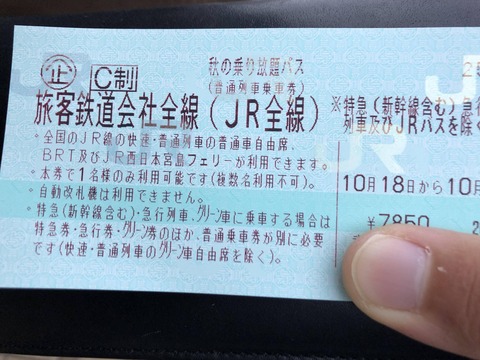 ㊭ C制
秋の乗り放題パス
(普通列車乗車券)
旅客鉄道会社全線(JR全線)
・全国のJR線の快速・普通列車の普通車自由席、
BRT及びJR西日本宮島フェリーが利用できます。
・本券で1名様のみ利用可能です(複数名利用不可)。
・自動改札機は利用できません。
・特急(新幹線含む)・急行列車、グリーン車に乗車する場合は
特急券・急行券・グリーン券のほか、普通乗車券が別に必要
です(快速・普通列車のグリーン車自由席を除く)。
※特急(新幹線含む)急行
列車及びJRバスを除く
10月18日から10月
¥7850
JR